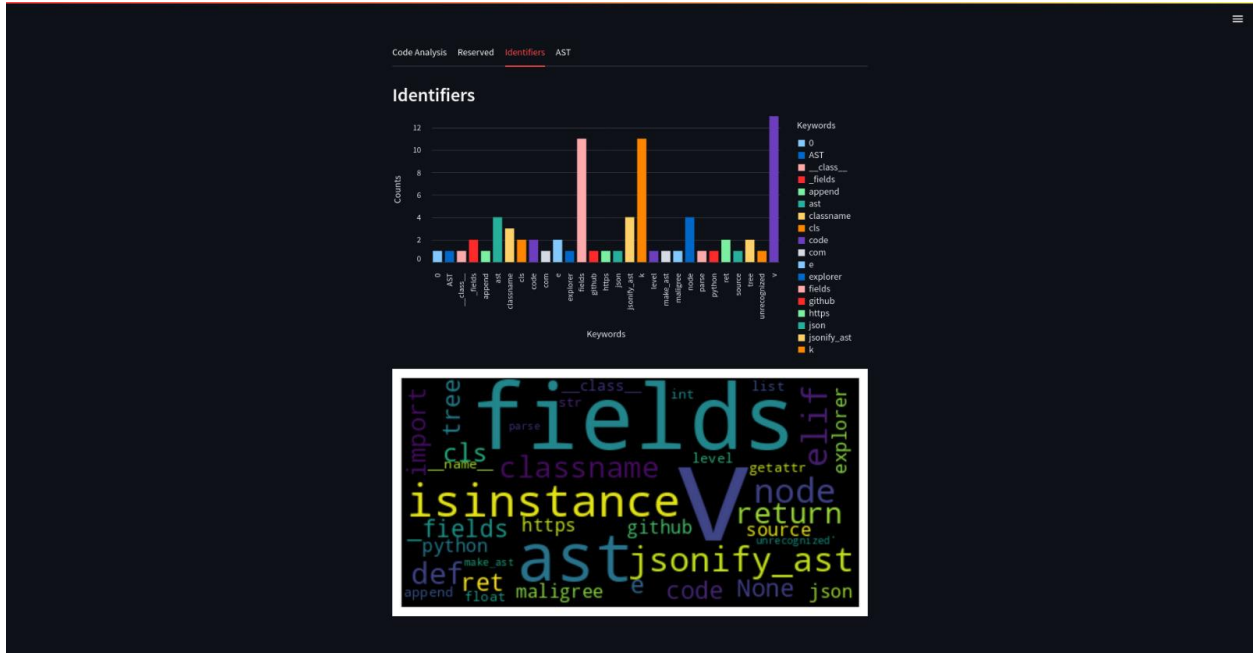 Code Analysis Reserved Identifiers AST
Identifiers
12
10
8
6
4
2
0
Counts
0 AST __class__ _fields append ast classname cls code com e explorer fields github https json jsonify_ast k level make_ast maligree node parse python ret source tree unrecognized v
Keywords
Keywords
0
AST
__class__
_fields
append
ast
classname
cls
code
com
e
explorer
fields
github
https
json
jsonify_ast
k
import
tree
fields
__class__
str
int
list
elif
explorer
parse
cls
__name__
classname
level
getattr
isinstance
v
node
return
_fields
https
github
source
unrecognized`
python
make_ast
ast
jsonify_ast
def
ret
append
float
maligree
e
code
None
json